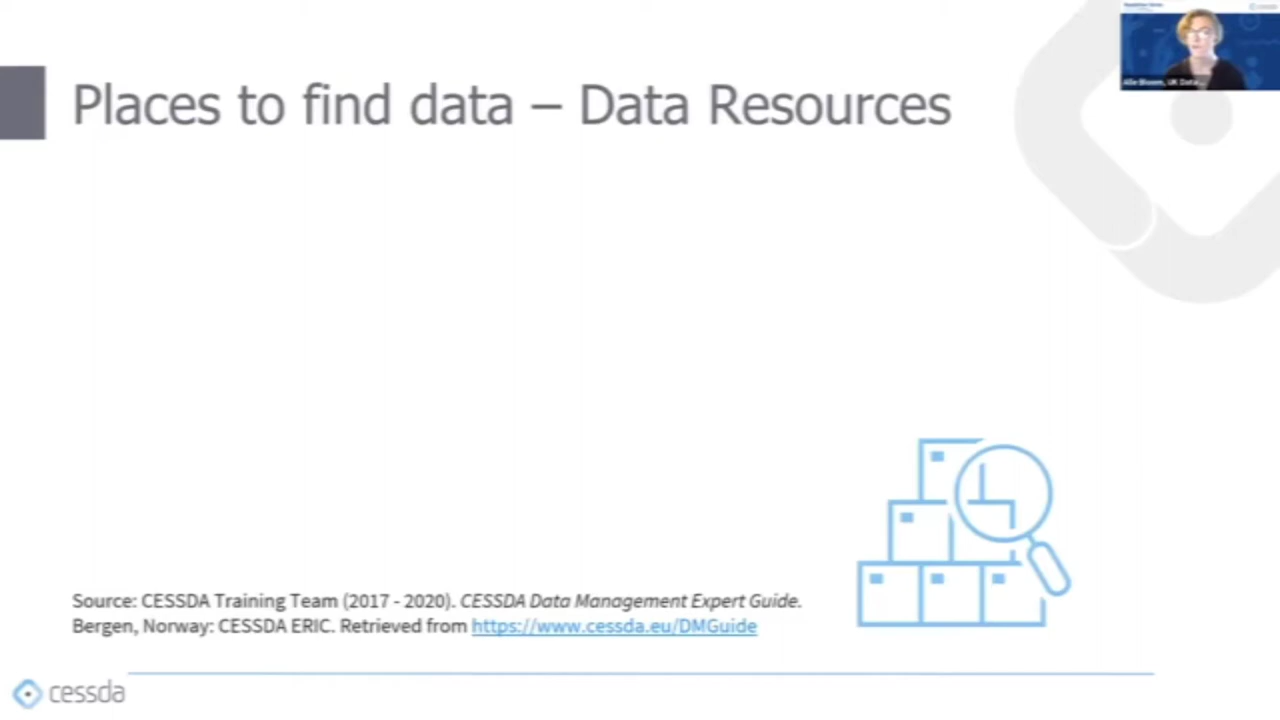 Places to find data – Data Resources
Source: CESSDA Training Team (2017 - 2020). CESSDA Data Management Expert Guide.
Bergen, Norway: CESSDA ERIC. Retrieved from https://www.cessda.eu/DMGuide
cessda